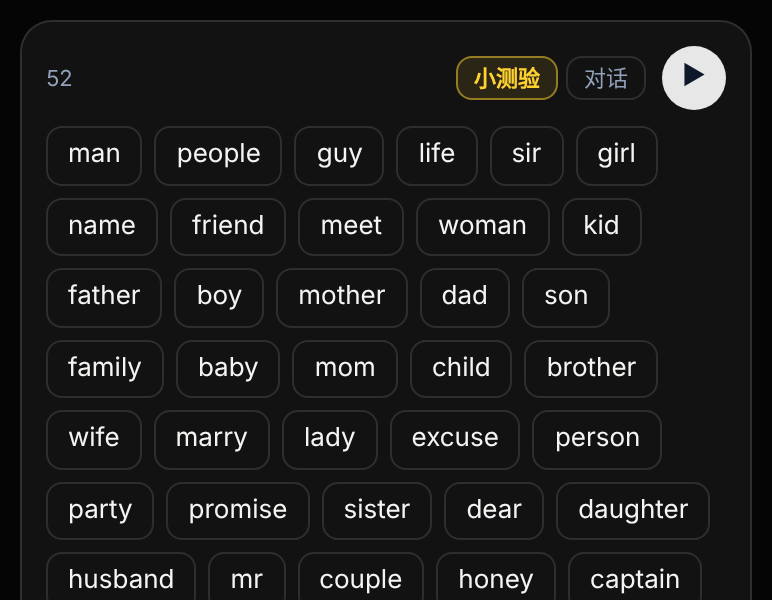 52 小测验 对话
man people guy life sir girl
name friend meet woman kid
father boy mother dad son
family baby mom child brother
wife marry lady excuse person
party promise sister dear daughter
husband mr couple honey captain